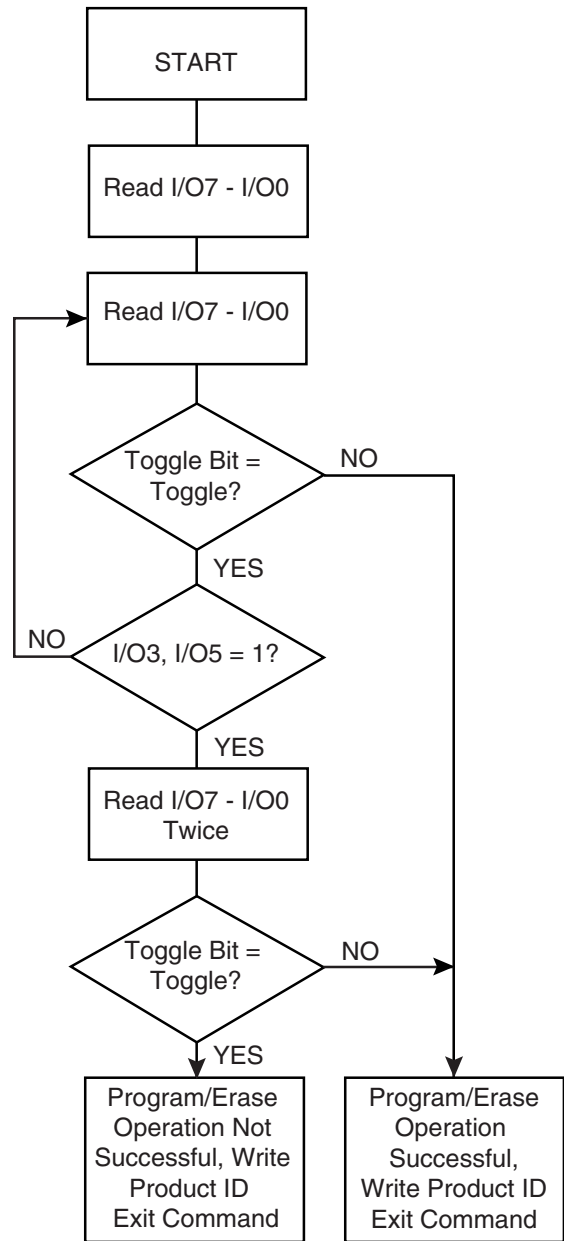 START
Read I/O7 - I/O0
Read I/O7 - I/O0
Toggle Bit =
Toggle?
NO
YES
NO
I/O3, I/O5 = 1?
YES
Read I/O7 - I/O0
Twice
Toggle Bit =
Toggle?
NO
YES
Program/Erase
Operation Not
Successful, Write
Product ID
Exit Command
Program/Erase
Operation
Successful,
Write Product ID
Exit Command